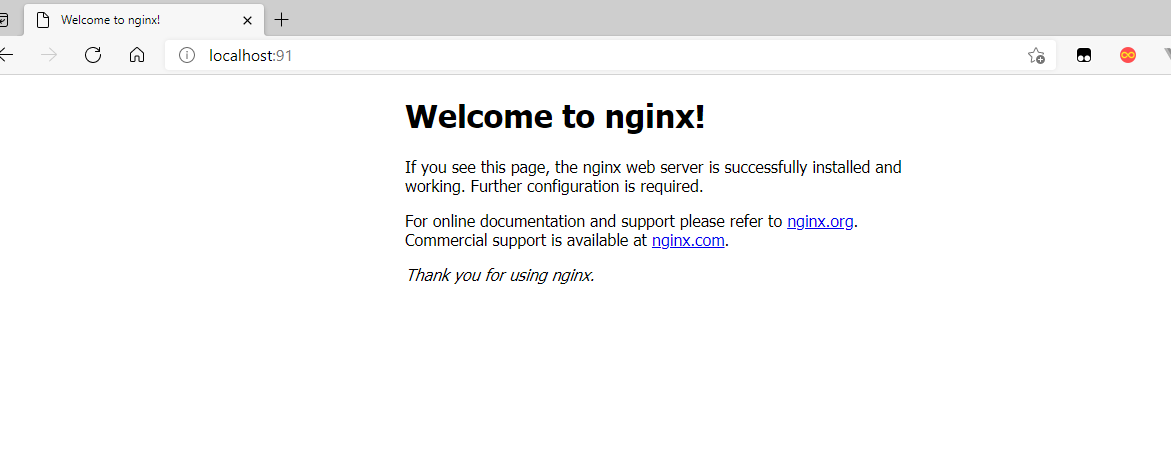 Welcome to nginx!
localhost:91
Welcome to nginx!
If you see this page, the nginx web server is successfully installed and
working. Further configuration is required.
For online documentation and support please refer to nginx.org.
Commercial support is available at nginx.com.
Thank you for using nginx.